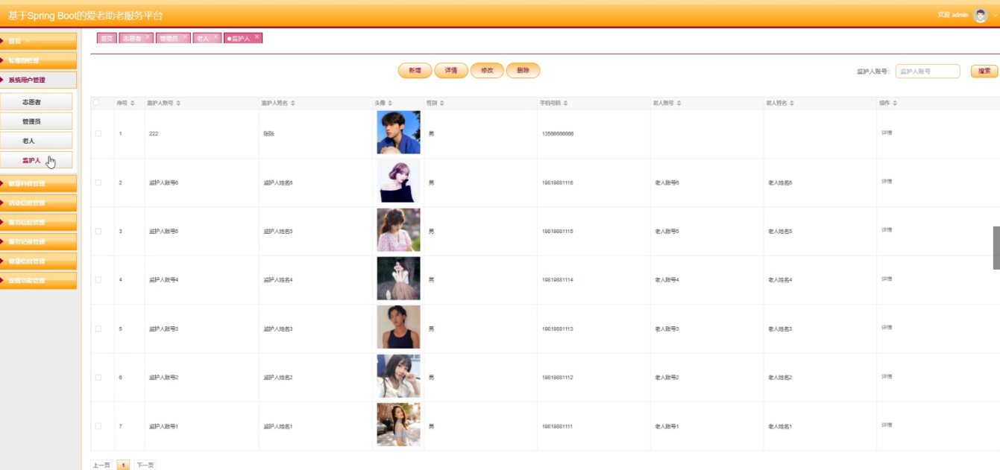 基于Spring Boot的爱老助老服务平台
欢迎 admin
首页
轮播图管理
系统用户管理
志愿者
管理员
老人
监护人
健康科普管理
活动信息管理
服务信息管理
服务记录管理
健康信息管理
首页 志愿者 × 管理员 × 老人 × 监护人 ×
新增 详情 修改 删除
监护人账号: 监护人账号 搜索
序号 监护人账号 监护人姓名 头像 性别 手机号码 老人账号 老人姓名 操作
1 222 张张 男 13566666666 详情
2 监护人账号6 监护人姓名6 男 19819881116 老人账号6 老人姓名6 详情
3 监护人账号5 监护人姓名5 男 19819881115 老人账号5 老人姓名5 详情
4 监护人账号4 监护人姓名4 男 19819881114 老人账号4 老人姓名4 详情
5 监护人账号3 监护人姓名3 男 19819881113 老人账号3 老人姓名3 详情
6 监护人账号2 监护人姓名2 男 19819881112 老人账号2 老人姓名2 详情
7 监护人账号1 监护人姓名1 男 19819881111 老人账号1 老人姓名1 详情
上一页 1 下一页